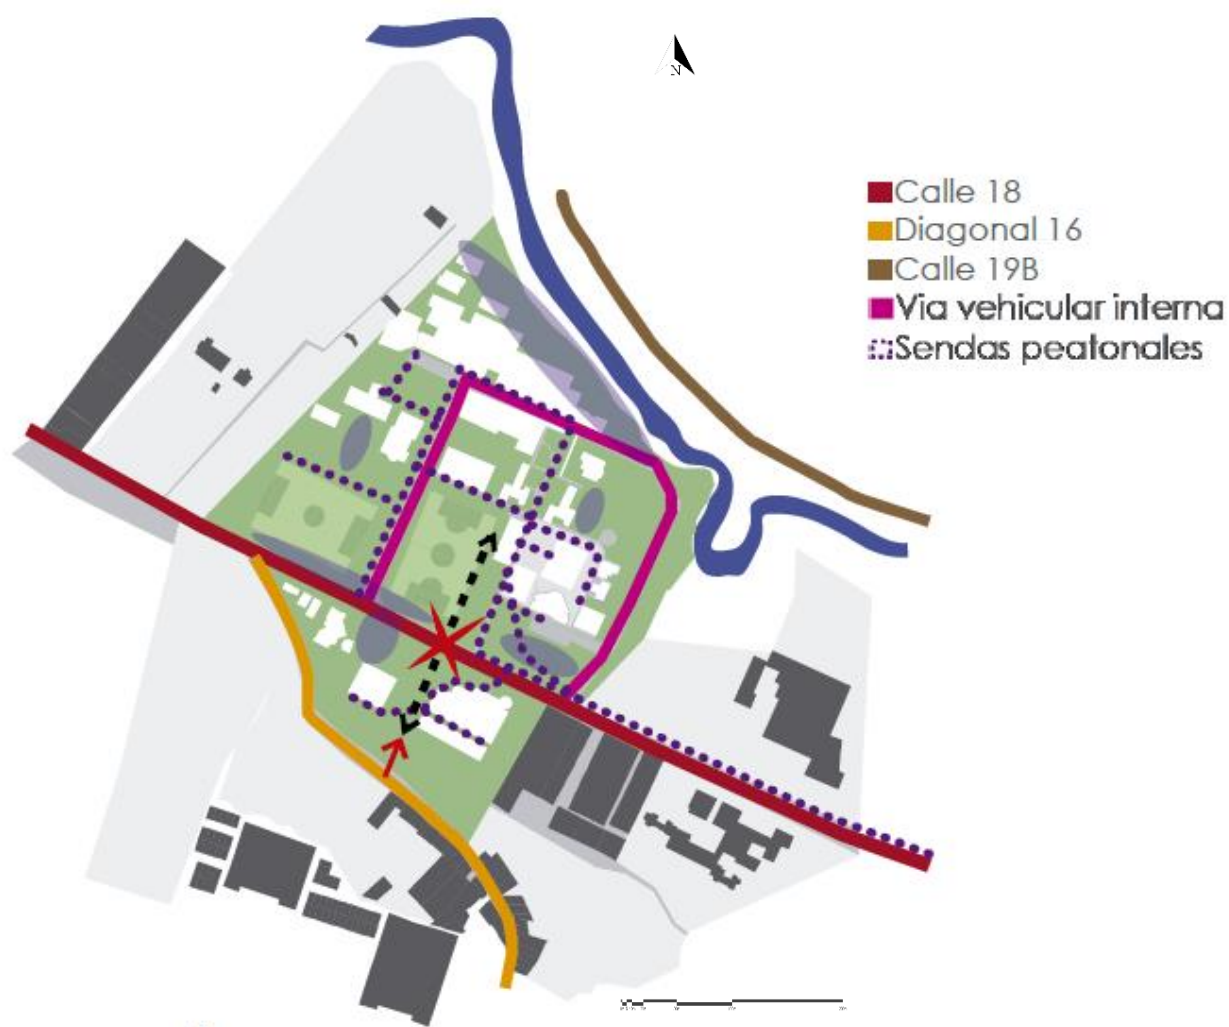 N
Calle 18
Diagonal 16
Calle 19B
Via vehicular interna
Sendas peatonales